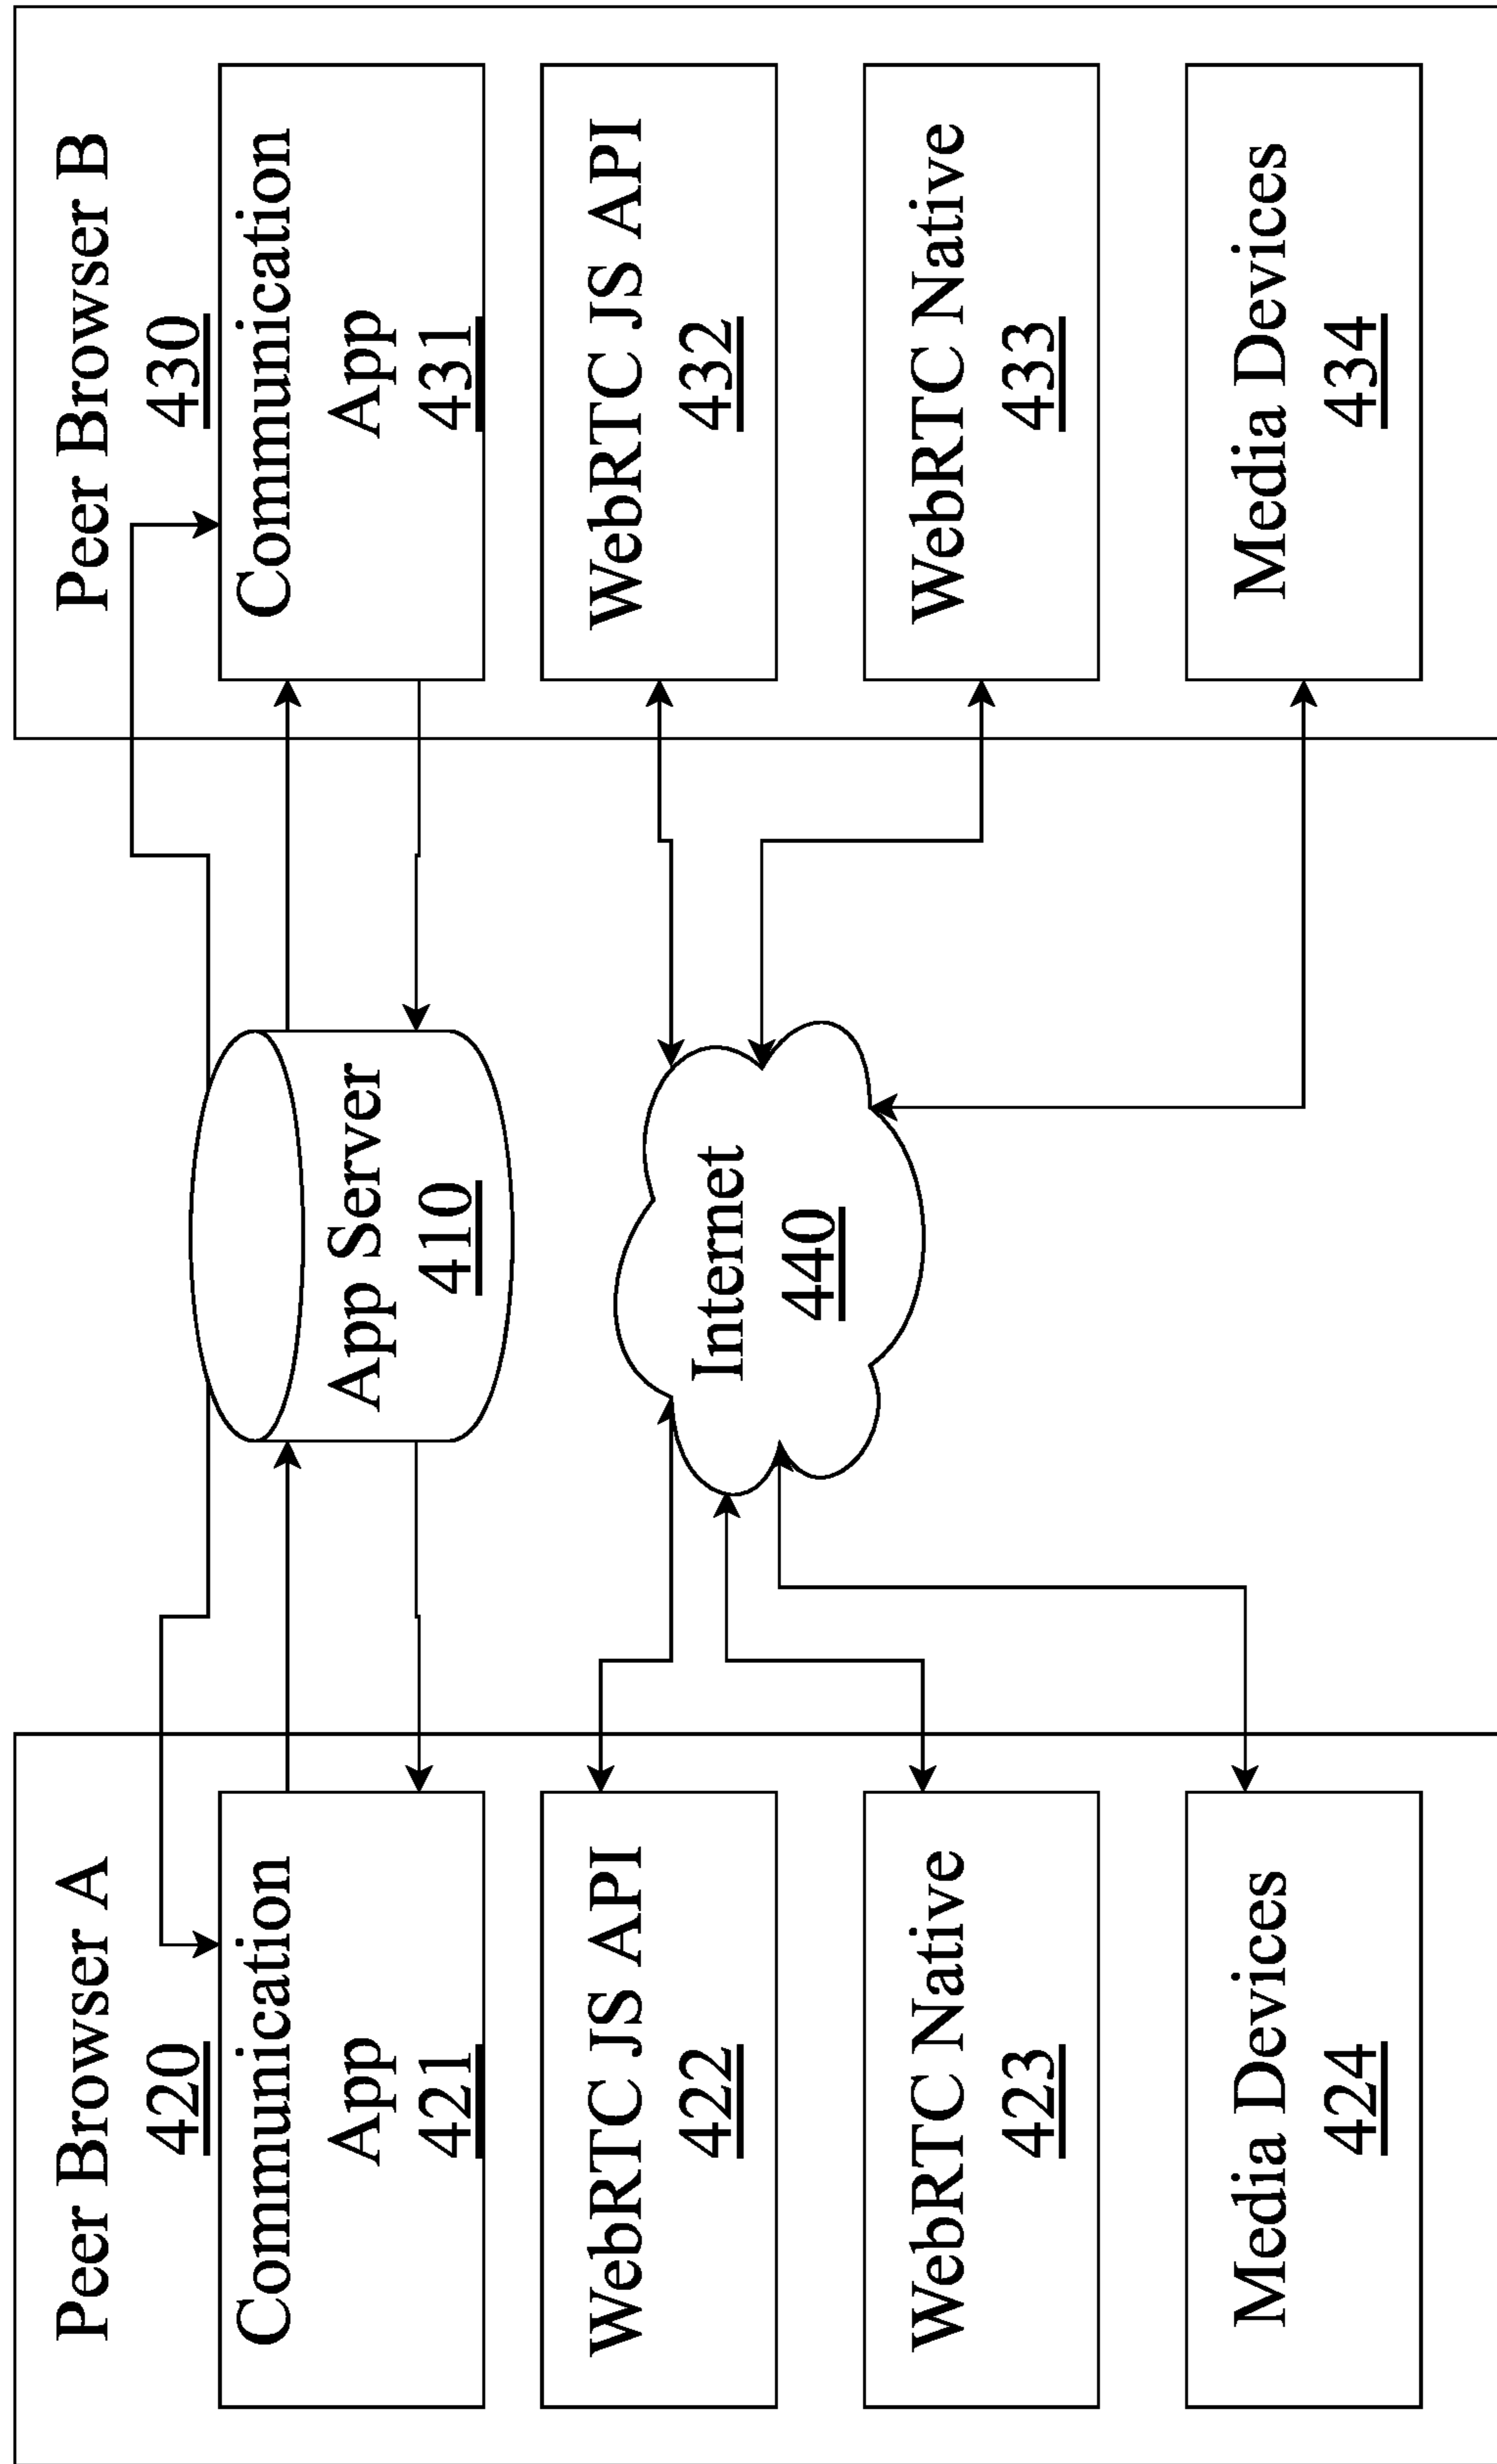 Peer Browser A
420
Communication
App
421
WebRTC JS API
422
WebRTC Native
423
Media Devices
424
App Server
410
Internet
440
Peer Browser B
430
Communication
App
431
WebRTC JS API
432
WebRTC Native
433
Media Devices
434